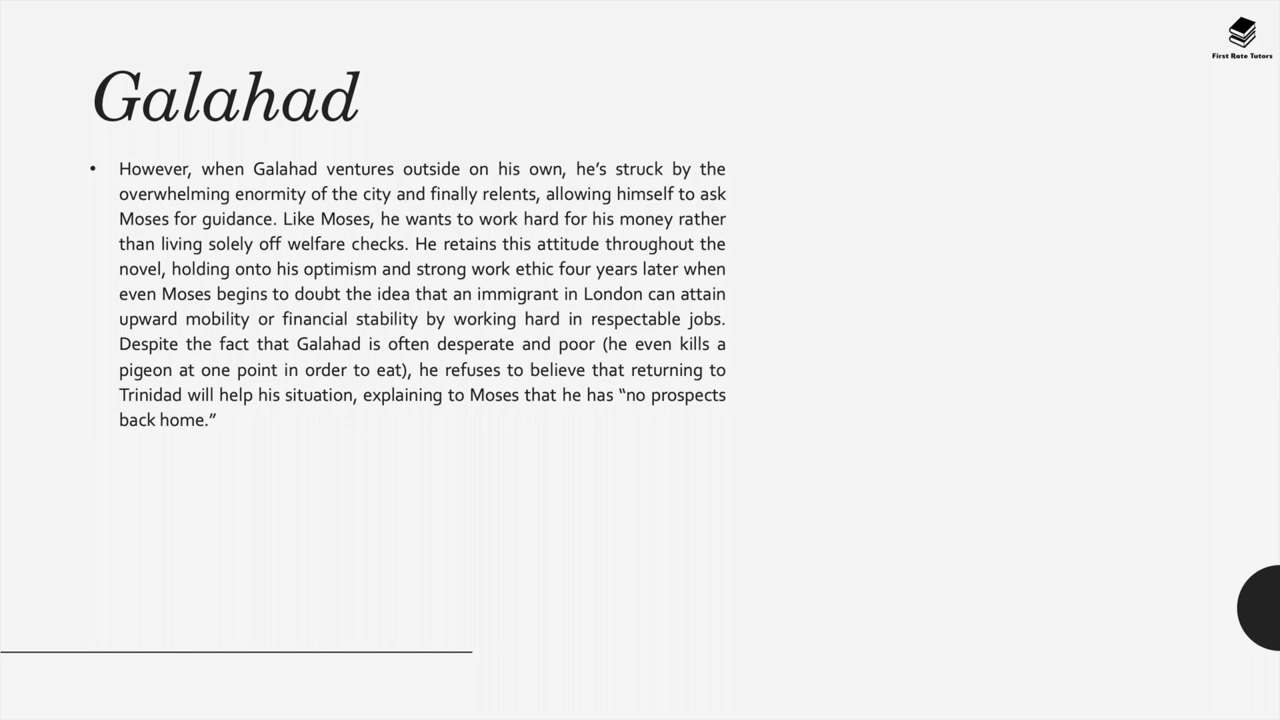 First Rate Tutors
Galahad
• However, when Galahad ventures outside on his own, he’s struck by the
overwhelming enormity of the city and finally relents, allowing himself to ask
Moses for guidance. Like Moses, he wants to work hard for his money rather
than living solely off welfare checks. He retains this attitude throughout the
novel, holding onto his optimism and strong work ethic four years later when
even Moses begins to doubt the idea that an immigrant in London can attain
upward mobility or financial stability by working hard in respectable jobs.
Despite the fact that Galahad is often desperate and poor (he even kills a
pigeon at one point in order to eat), he refuses to believe that returning to
Trinidad will help his situation, explaining to Moses that he has “no prospects
back home.”